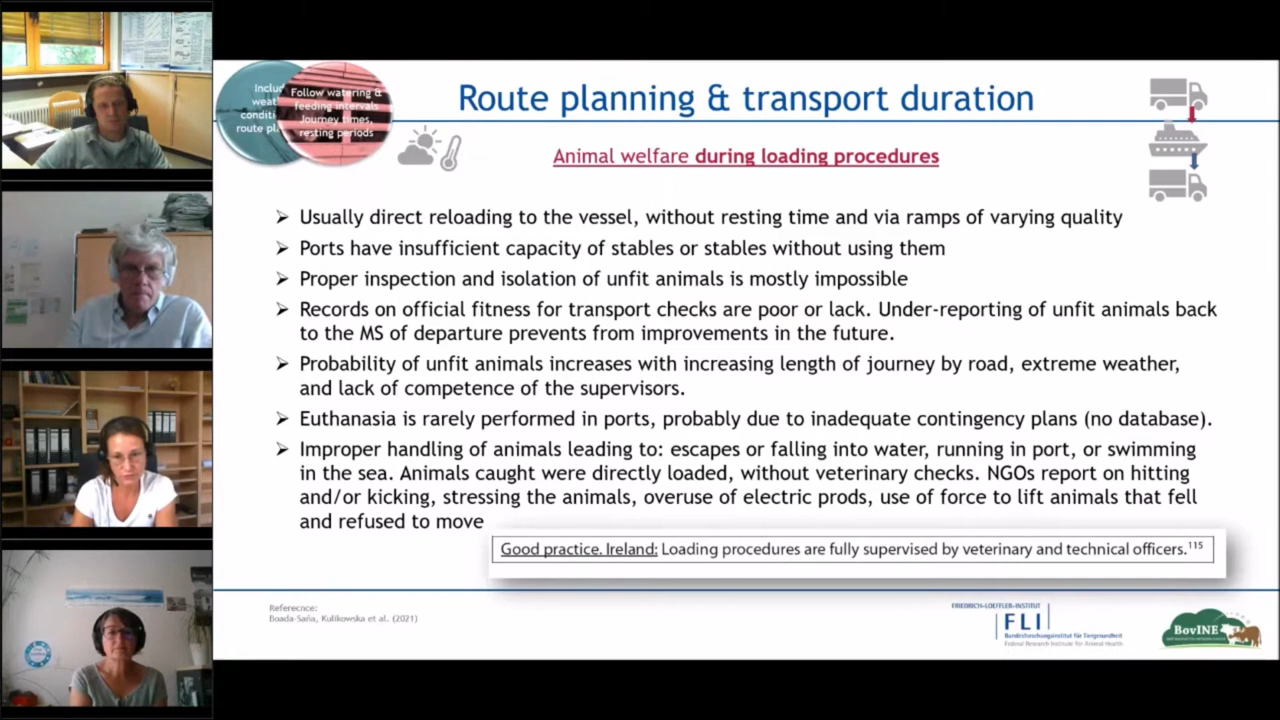 Route planning & transport duration
Follow watering &
feeding intervals
Journey times,
resting periods
Animal welfare during loading procedures
➢ Usually direct reloading to the vessel, without resting time and via ramps of varying quality
➢ Ports have insufficient capacity of stables or stables without using them
➢ Proper inspection and isolation of unfit animals is mostly impossible
➢ Records on official fitness for transport checks are poor or lack. Under-reporting of unfit animals back
to the MS of departure prevents from improvements in the future.
➢ Probability of unfit animals increases with increasing length of journey by road, extreme weather,
and lack of competence of the supervisors.
➢ Euthanasia is rarely performed in ports, probably due to inadequate contingency plans (no database).
➢ Improper handling of animals leading to: escapes or falling into water, running in port, or swimming
in the sea. Animals caught were directly loaded, without veterinary checks. NGOs report on hitting
and/or kicking, stressing the animals, overuse of electric prods, use of force to lift animals that fell
and refused to move
Good practice. Ireland: Loading procedures are fully supervised by veterinary and technical officers.¹¹⁵
Referecnce:
Boada-Saña, Kulikowska et al. (2021)
FRIEDRICH-LOEFFLER-INSTITUT
FLI
Bundesforschungsinstitut für Tiergesundheit
Federal Research Institute for Animal Health
BovINE